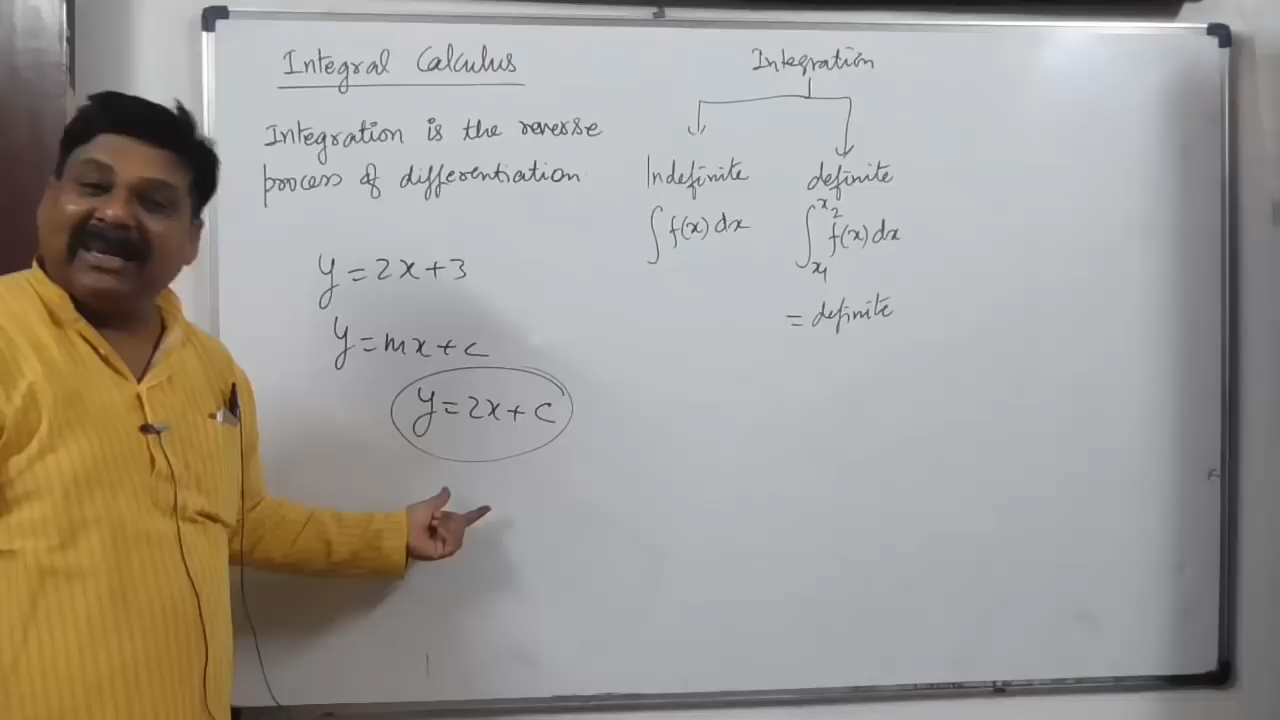 Integral Calculus
Integration is the reverse
process of differentiation.
y = 2x + 3
y = mx + c
y = 2x + c
Integration
Indefinite definite
∫ f(x) dx ∫_{x₁}^{x₂} f(x) dx
= definite